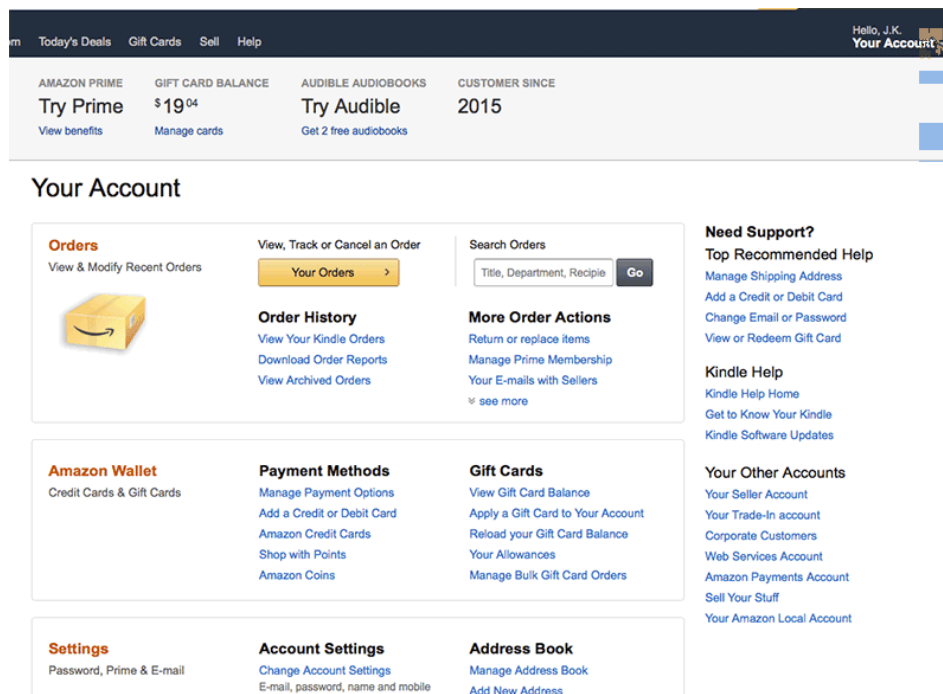 om Today's Deals Gift Cards Sell Help
Hello, J.K.
Your Account
AMAZON PRIME GIFT CARD BALANCE AUDIBLE AUDIOBOOKS CUSTOMER SINCE
Try Prime $19 04 Try Audible 2015
View benefits Manage cards Get 2 free audiobooks
Your Account
Orders
View & Modify Recent Orders
View, Track or Cancel an Order
Your Orders
Search Orders
Title, Department, Recipie Go
Order History
View Your Kindle Orders
Download Order Reports
View Archived Orders
More Order Actions
Return or replace items
Manage Prime Membership
Your E-mails with Sellers
see more
Amazon Wallet
Credit Cards & Gift Cards
Payment Methods
Manage Payment Options
Add a Credit or Debit Card
Amazon Credit Cards
Shop with Points
Amazon Coins
Gift Cards
View Gift Card Balance
Apply a Gift Card to Your Account
Reload your Gift Card Balance
Your Allowances
Manage Bulk Gift Card Orders
Settings
Password, Prime & E-mail
Account Settings
Change Account Settings
E-mail, password, name and mobile
Address Book
Manage Address Book
Add New Address
Need Support?
Top Recommended Help
Manage Shipping Address
Add a Credit or Debit Card
Change Email or Password
View or Redeem Gift Card
Kindle Help
Kindle Help Home
Get to Know Your Kindle
Kindle Software Updates
Your Other Accounts
Your Seller Account
Your Trade-In account
Corporate Customers
Web Services Account
Amazon Payments Account
Sell Your Stuff
Your Amazon Local Account